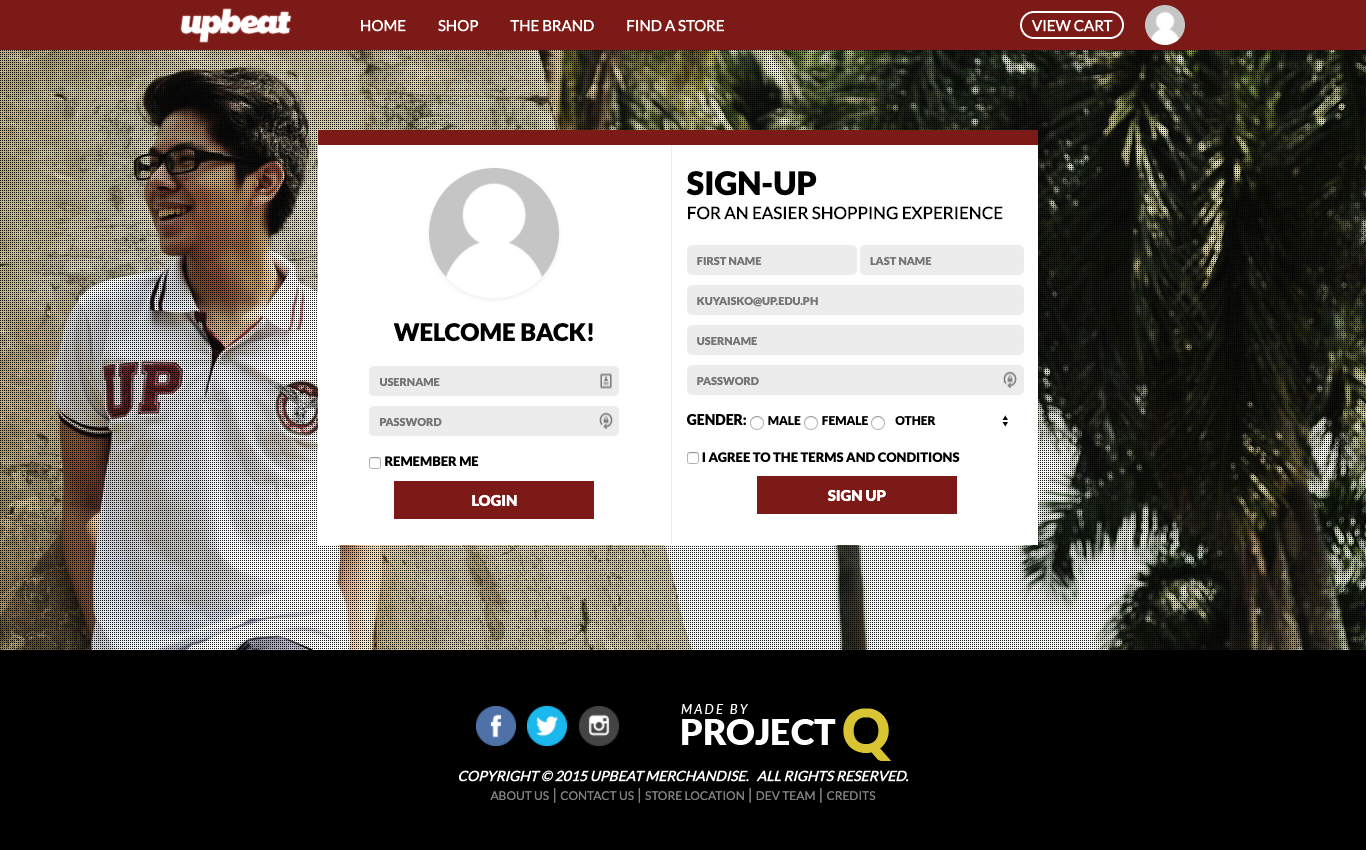 upbeat
HOME SHOP THE BRAND FIND A STORE VIEW CART
UP
WELCOME BACK!
USERNAME
PASSWORD
REMEMBER ME
LOGIN
SIGN-UP
FOR AN EASIER SHOPPING EXPERIENCE
FIRST NAME LAST NAME
KUYAISKO@UP.EDU.PH
USERNAME
PASSWORD
GENDER: MALE FEMALE OTHER
I AGREE TO THE TERMS AND CONDITIONS
SIGN UP
f
MADE BY
PROJECT Q
COPYRIGHT © 2015 UPBEAT MERCHANDISE. ALL RIGHTS RESERVED.
ABOUT US | CONTACT US | STORE LOCATION | DEV TEAM | CREDITS